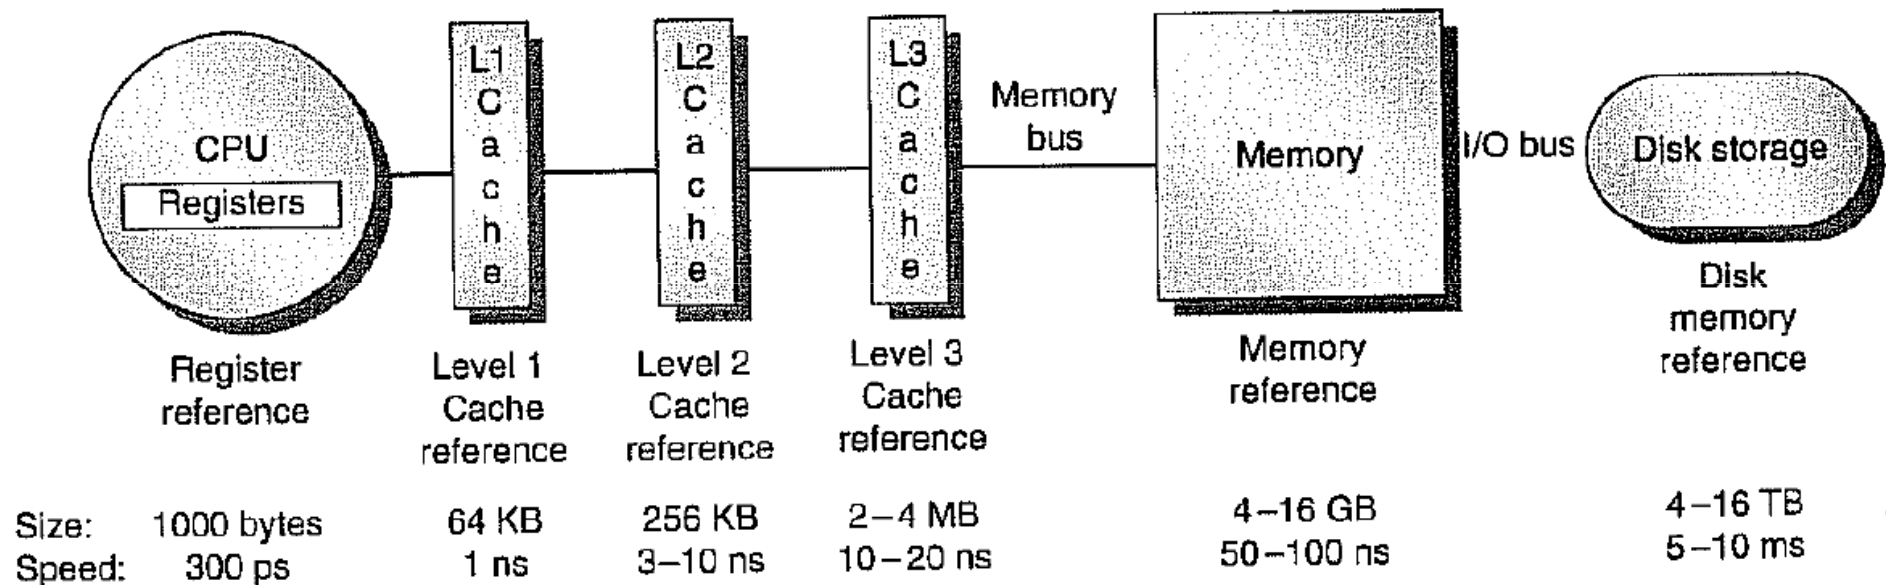 L1
C
a
c
h
e
L2
C
a
c
h
e
L3
C
a
c
h
e
CPU
Registers
Memory
bus
Memory
I/O bus
Disk storage
Register
reference
Level 1
Cache
reference
Level 2
Cache
reference
Level 3
Cache
reference
Memory
reference
Disk
memory
reference
Size: 1000 bytes 64 KB 256 KB 2–4 MB 4–16 GB 4–16 TB
Speed: 300 ps 1 ns 3–10 ns 10–20 ns 50–100 ns 5–10 ms